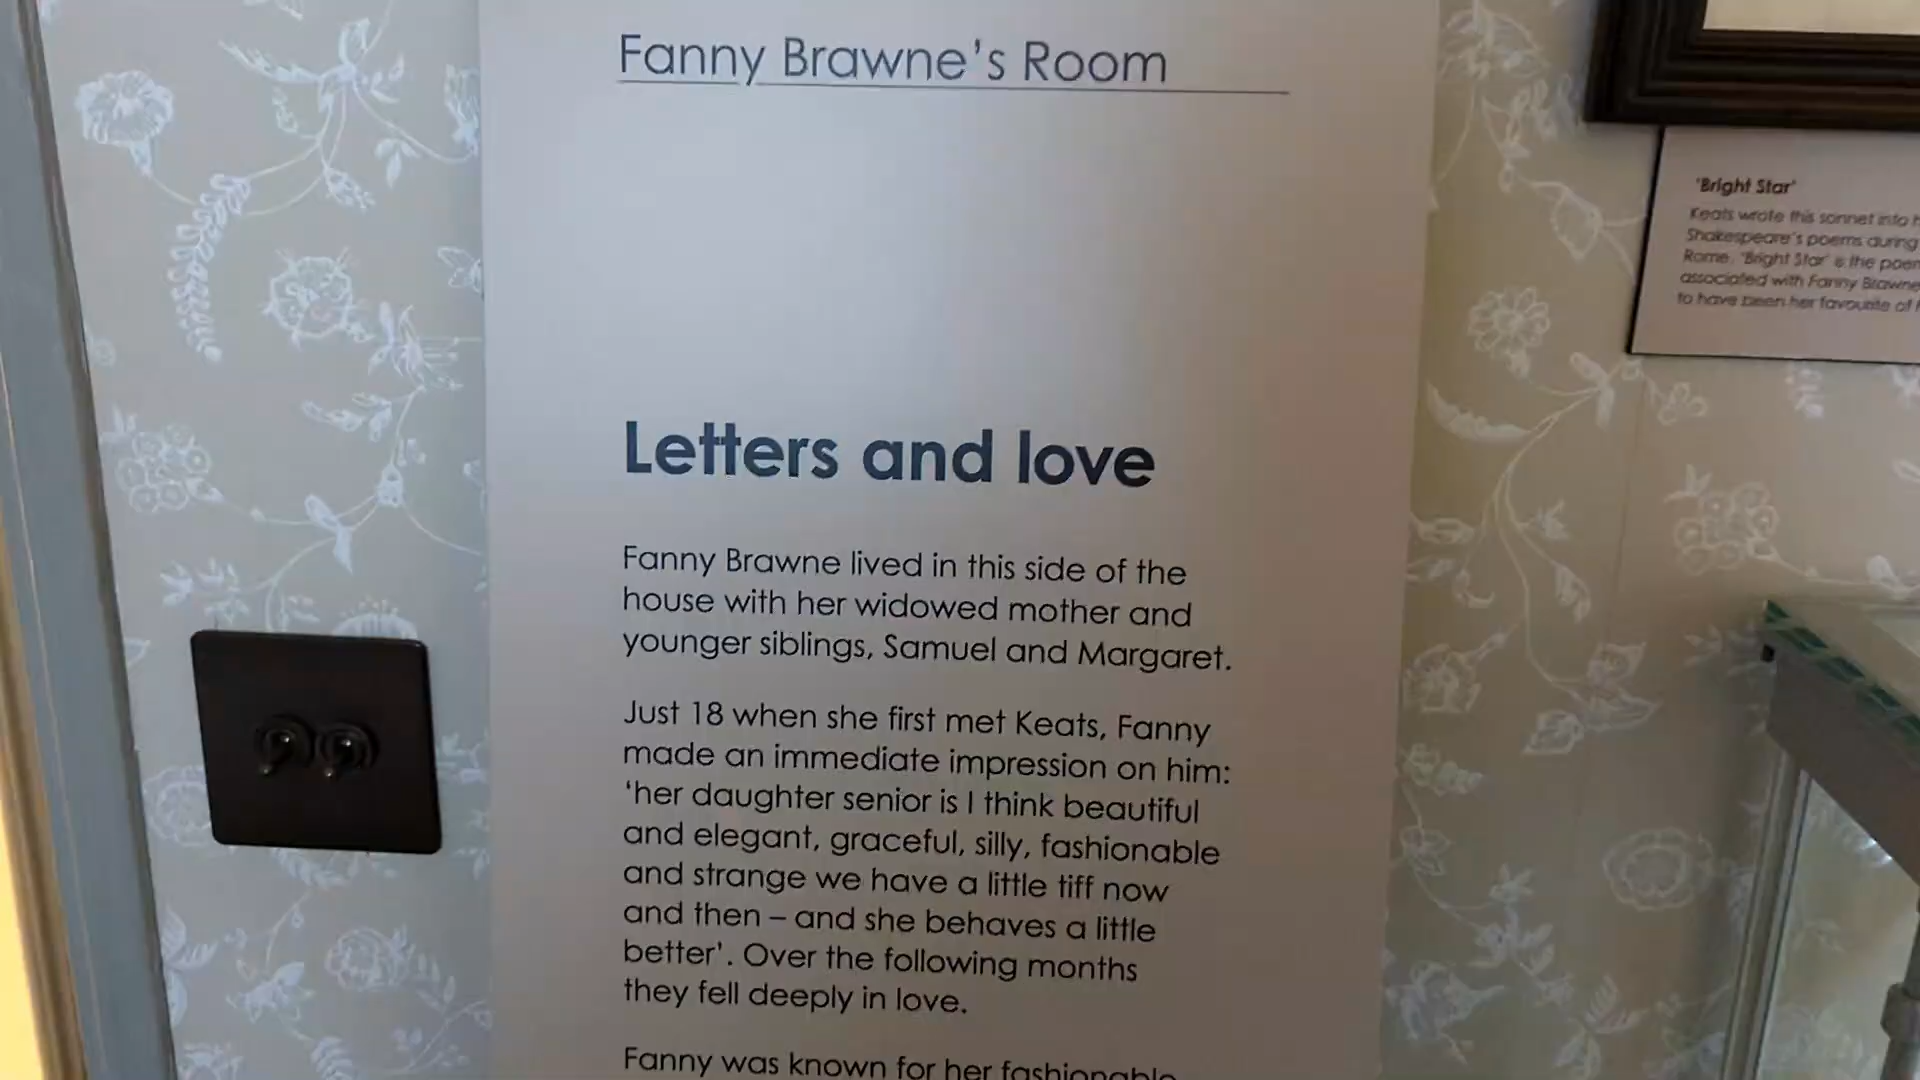 Fanny Brawne's Room
Letters and love
Fanny Brawne lived in this side of the
house with her widowed mother and
younger siblings, Samuel and Margaret.
Just 18 when she first met Keats, Fanny
made an immediate impression on him:
‘her daughter senior is I think beautiful
and elegant, graceful, silly, fashionable
and strange we have a little tiff now
and then – and she behaves a little
better’. Over the following months
they fell deeply in love.
Fanny was known for her fashionable
‘Bright Star’
Keats wrote this sonnet into
Shakespeare's poems during
Rome. ‘Bright Star’ is the
associated with Fanny Brawne
to have been her favourite of